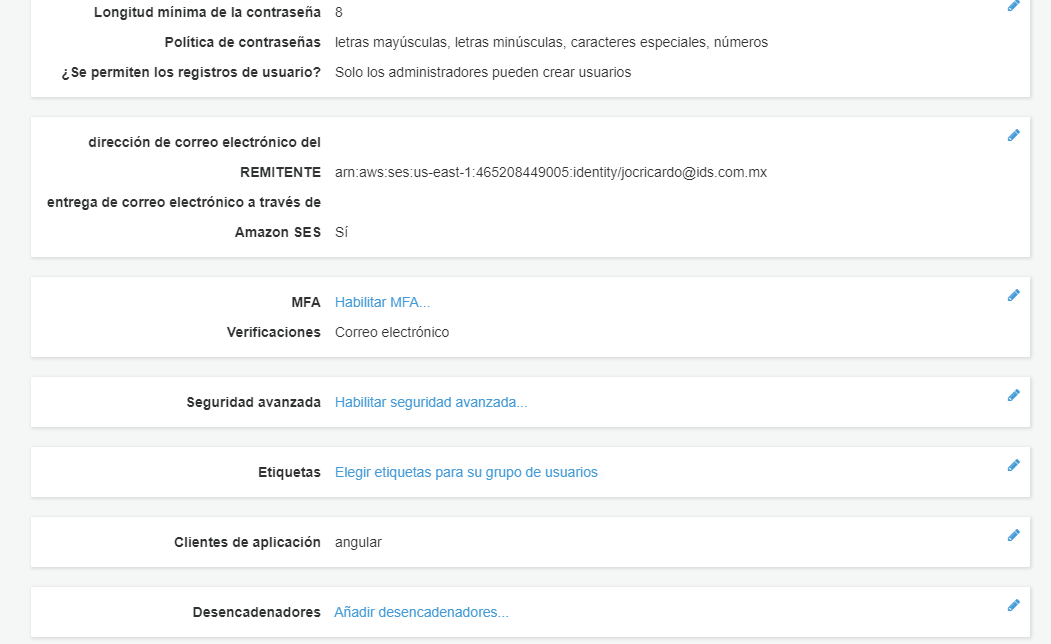 Longitud mínima de la contraseña 8
Política de contraseñas letras mayúsculas, letras minúsculas, caracteres especiales, números
¿Se permiten los registros de usuario? Solo los administradores pueden crear usuarios
dirección de correo electrónico del
REMITENTE arn:aws:ses:us-east-1:465208449005:identity/jocricardo@ids.com.mx
entrega de correo electrónico a través de
Amazon SES Sí
MFA Habilitar MFA...
Verificaciones Correo electrónico
Seguridad avanzada Habilitar seguridad avanzada...
Etiquetas Elegir etiquetas para su grupo de usuarios
Clientes de aplicación angular
Desencadenadores Añadir desencadenadores...